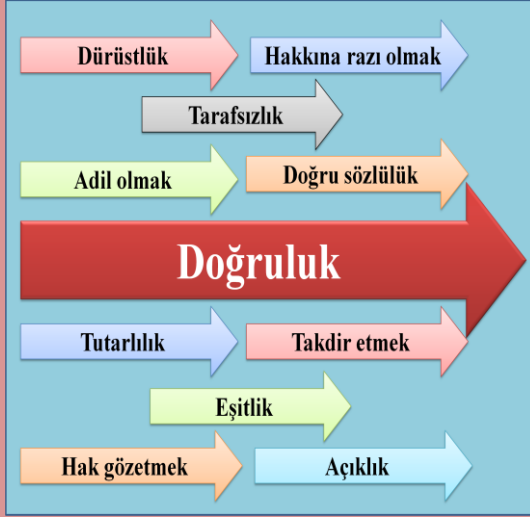 Dürüstlük
Hakkına razı olmak
Tarafsızlık
Adil olmak
Doğru sözlülük
Doğruluk
Tutarlılık
Takdir etmek
Eşitlik
Hak gözetmek
Açıklık